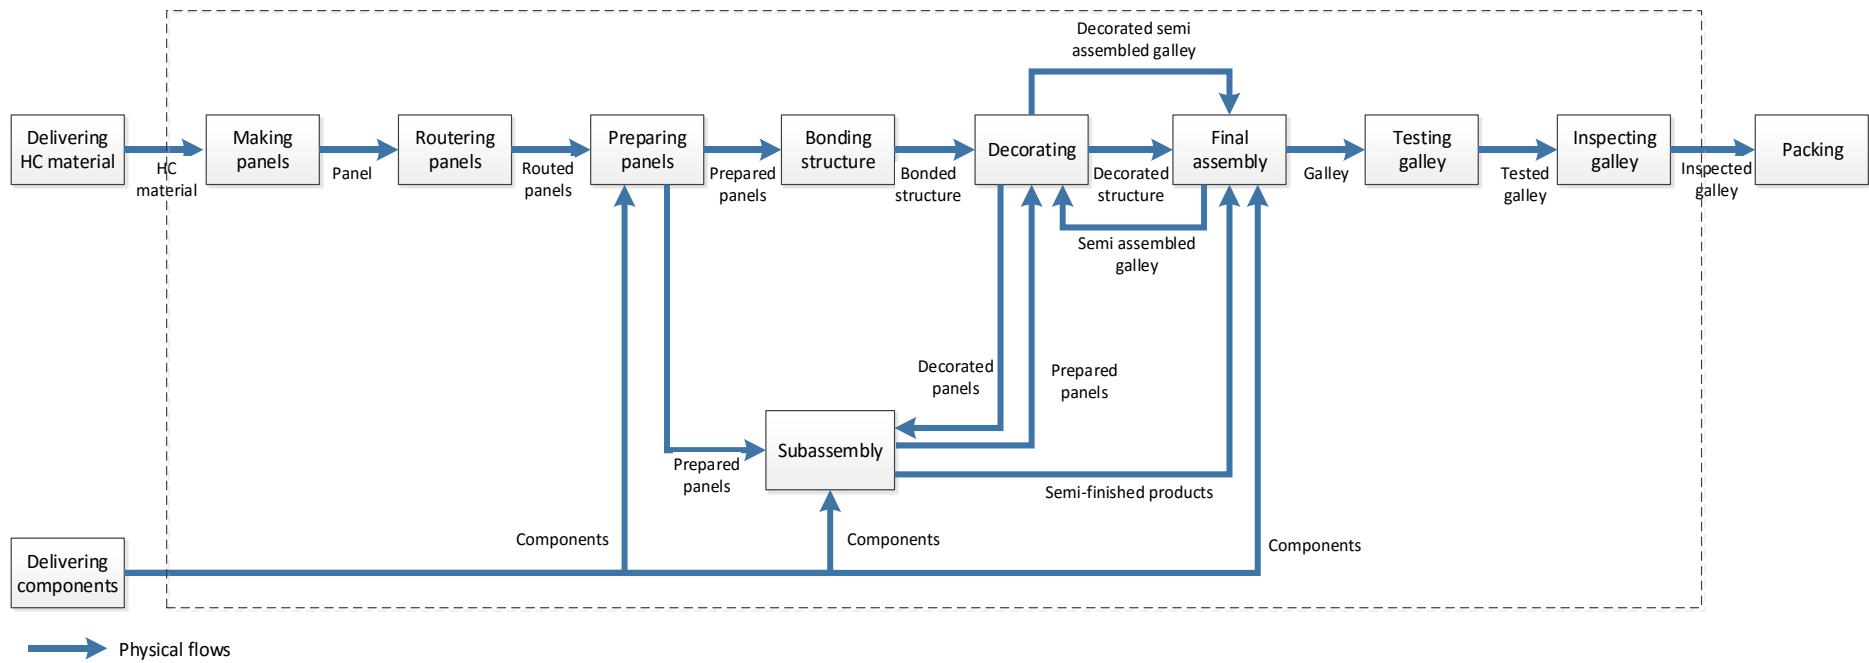 Decorated semi
assembled galley
Delivering
HC material
HC
material
Making
panels
Panel
Routering
panels
Routed
panels
Preparing
panels
Prepared
panels
Bonding
structure
Bonded
structure
Decorating
Decorated
structure
Final
assembly
Galley
Testing
galley
Tested
galley
Inspecting
galley
Inspected
galley
Packing
Semi assembled
galley
Decorated
panels
Prepared
panels
Subassembly
Prepared
panels
Semi-finished products
Components
Components
Components
Delivering
components
Physical flows